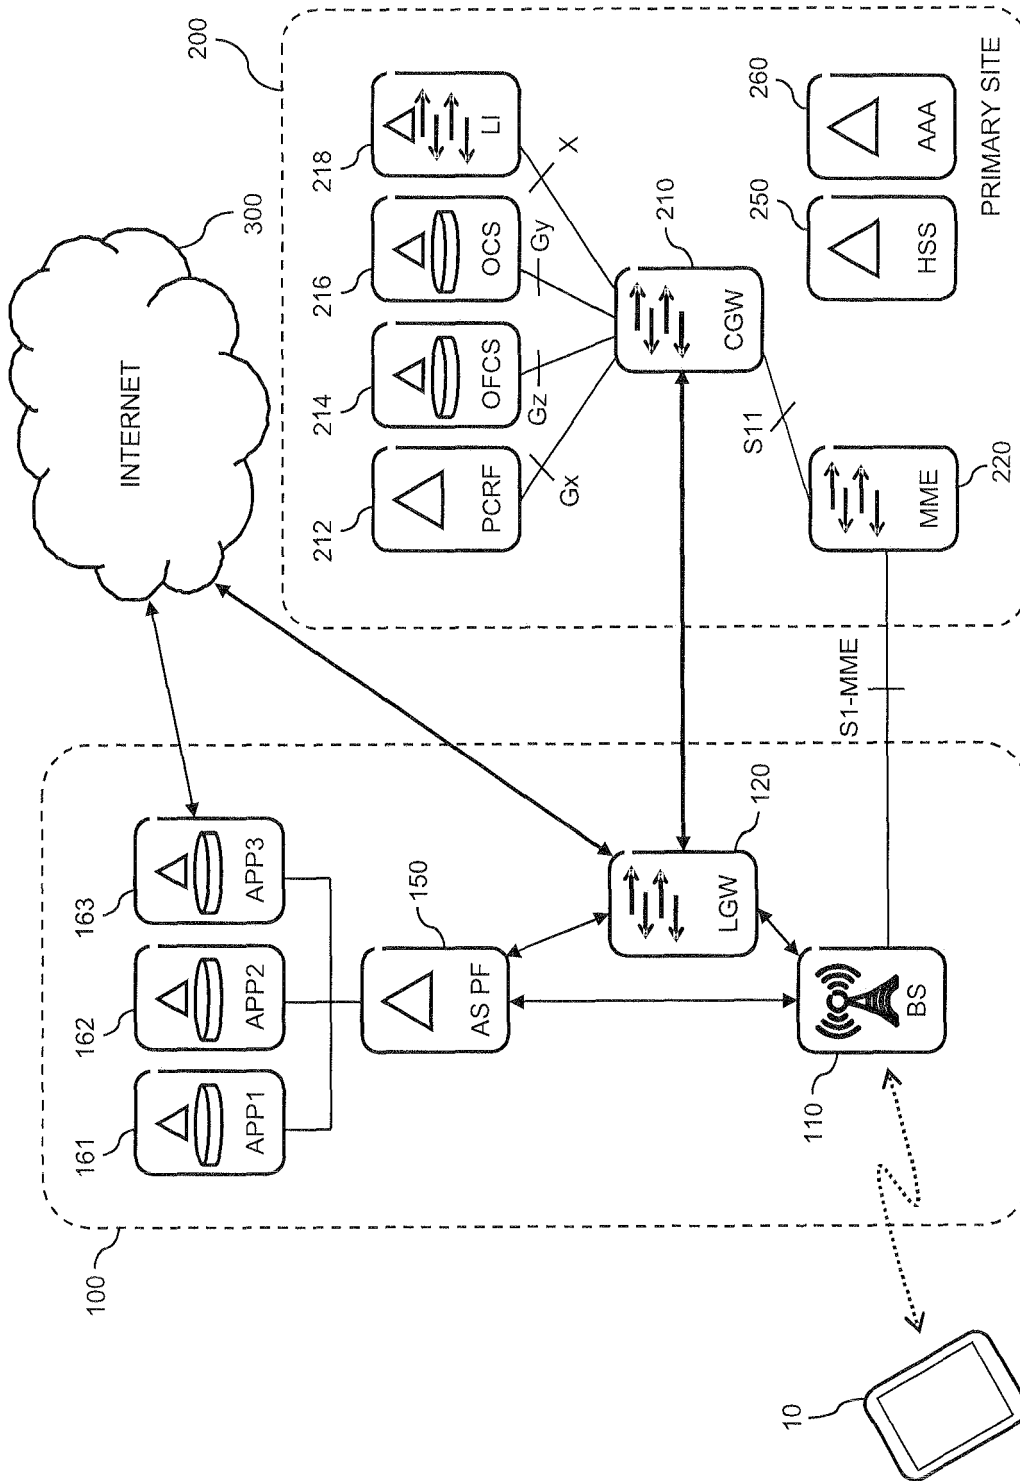 200
INTERNET
300
100
161
APP1
162
APP2
163
APP3
150
AS PF
120
LGW
110
BS
10
S1-MME
212
PCRF
214
OFCS
216
OCS
218
LI
Gx
Gz
Gy
X
210
CGW
S11
MME
220
250
HSS
260
AAA
PRIMARY SITE